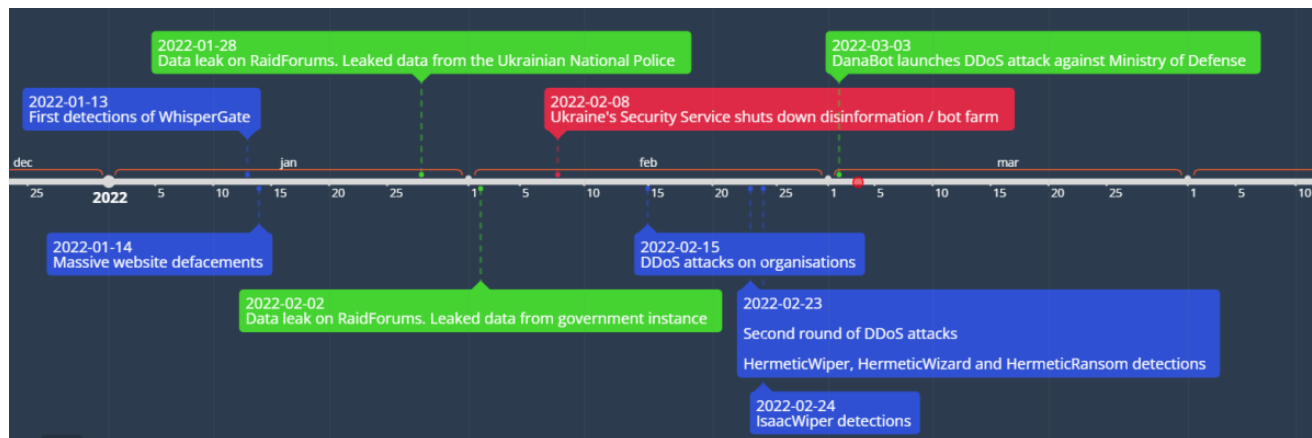 2022-01-28
Data leak on RaidForums. Leaked data from the Ukrainian National Police
2022-03-03
DanaBot launches DDoS attack against Ministry of Defense
2022-01-13
First detections of WhisperGate
2022-02-08
Ukraine's Security Service shuts down disinformation / bot farm
dec jan feb mar
25 2022 5 10 15 20 25 1 5 10 15 20 25 1 5 10 15 20 25 1 5 10
2022-01-14
Massive website defacements
2022-02-15
DDoS attacks on organisations
2022-02-02
Data leak on RaidForums. Leaked data from government instance
2022-02-23
Second round of DDoS attacks
HermeticWiper, HermeticWizard and HermeticRansom detections
2022-02-24
IsaacWiper detections